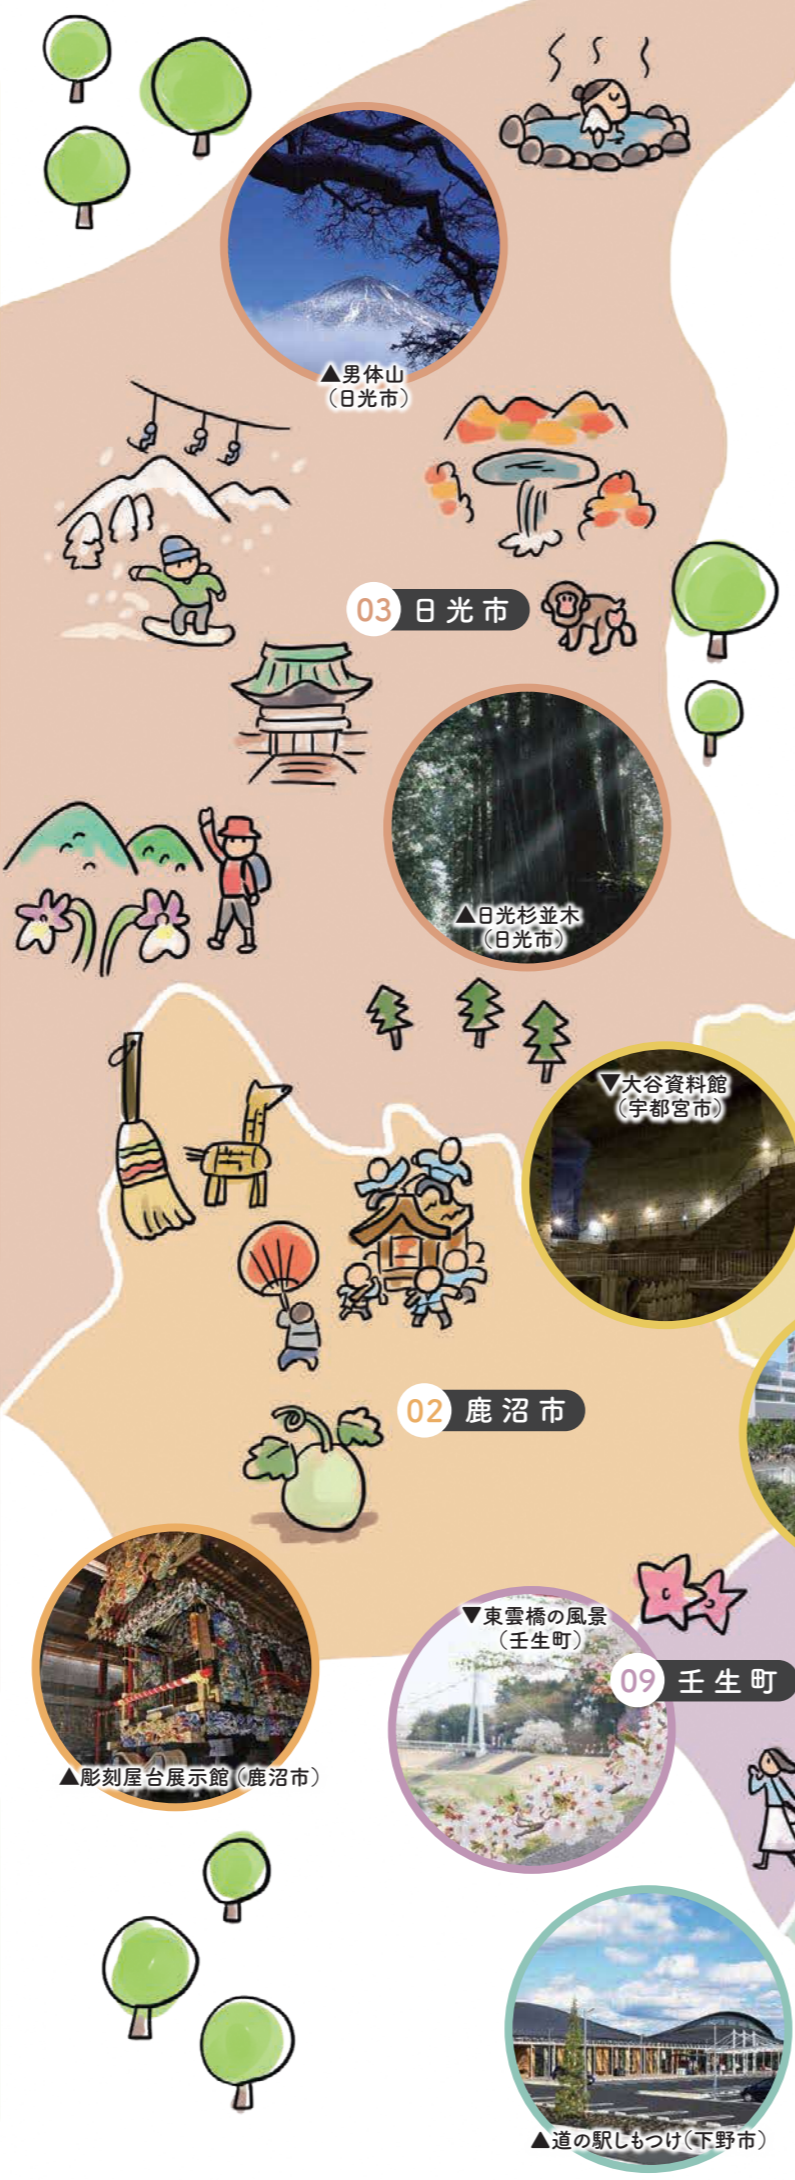 ▲男体山
（日光市）
03 日光市
▲日光杉並木
（日光市）
▼大谷資料館
（宇都宮市）
02 鹿沼市
▼東雲橋の風景
（壬生町）
09 壬生町
▲彫刻屋台展示館（鹿沼市）
▲道の駅しもつけ（下野市）